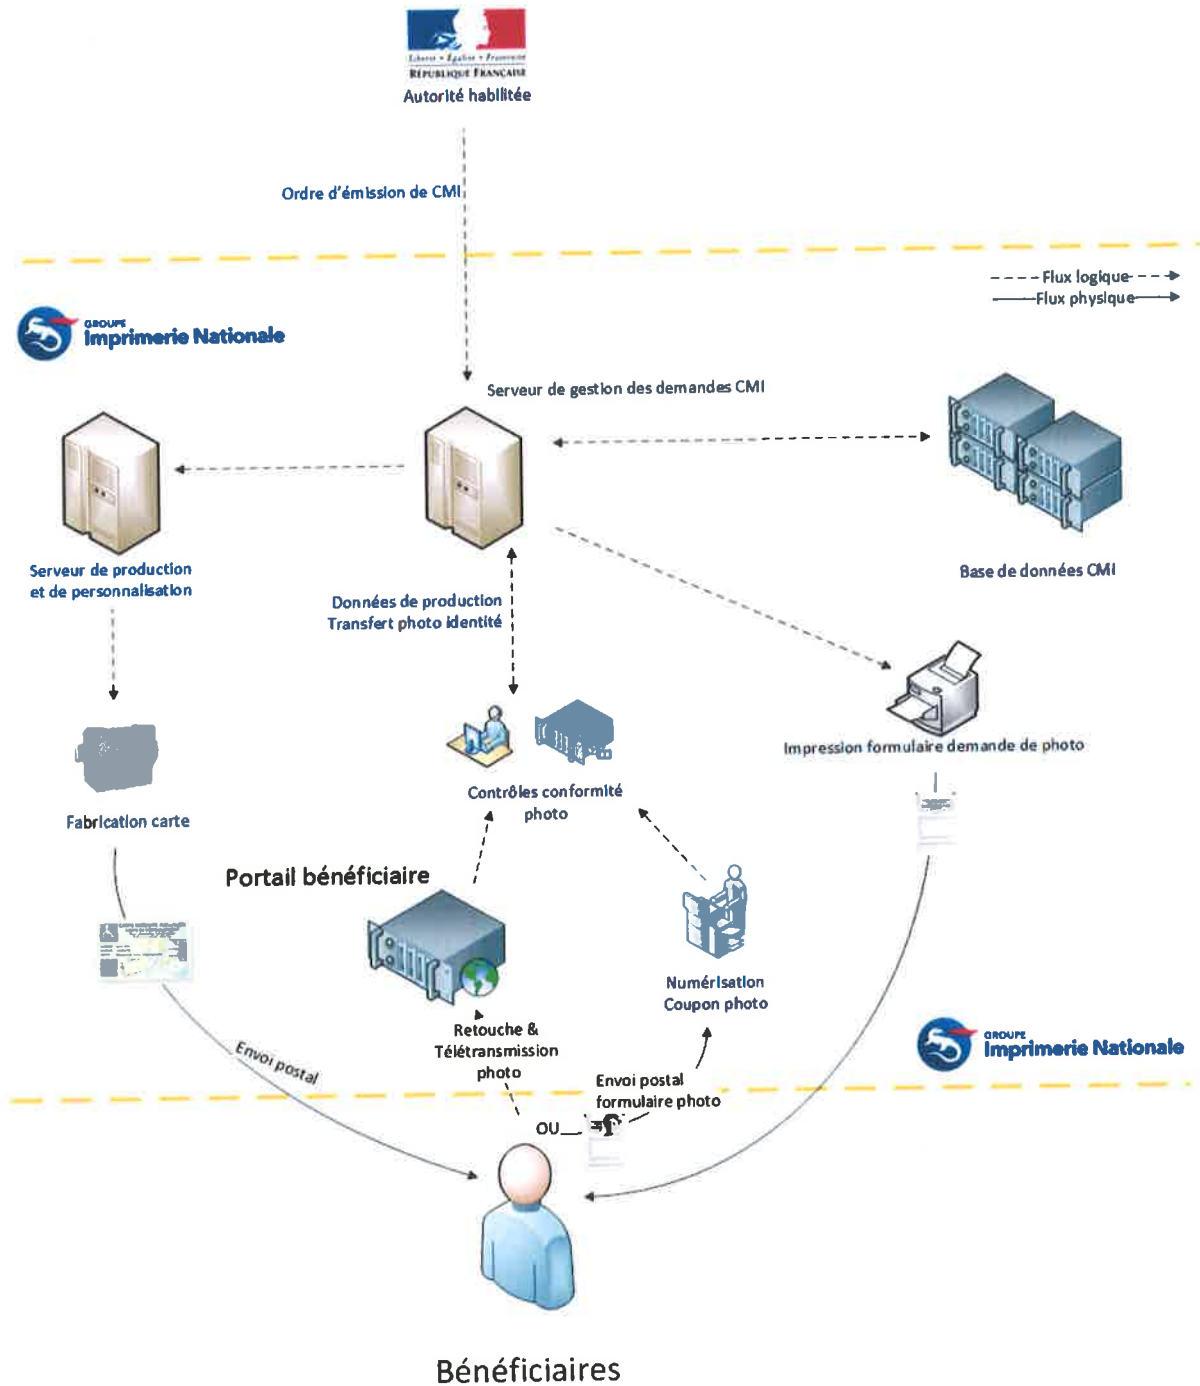 Liberté • Égalité • Fraternité
RÉPUBLIQUE FRANÇAISE
Autorité habilitée
Ordre d'émission de CMI
Flux logique
Flux physique
GROUPE
Imprimerie Nationale
Serveur de gestion des demandes CMI
Serveur de production
et de personnalisation
Base de données CMI
Données de production
Transfert photo identité
Impression formulaire demande de photo
Contrôles conformité
photo
Fabrication carte
Portail bénéficiaire
Numérisation
Coupon photo
Retouche &
Télétransmission
photo
GROUPE
Imprimerie Nationale
Envoi postal
Envoi postal
formulaire photo
OU
Bénéficiaires